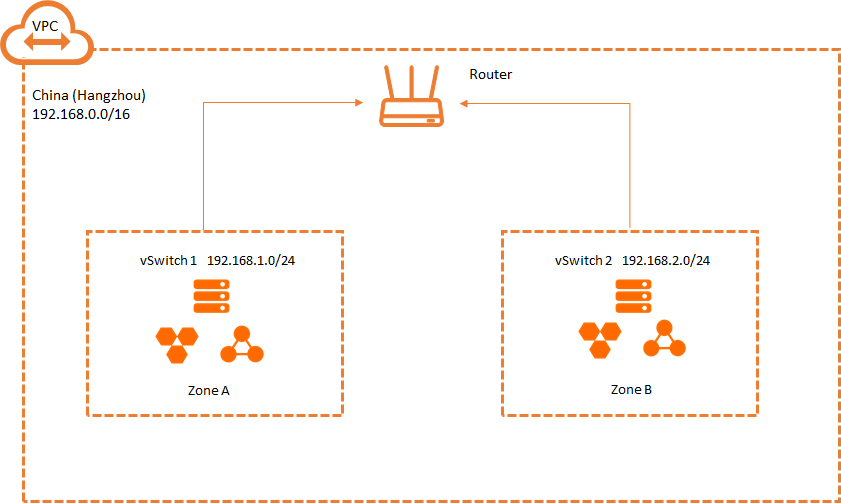 VPC
Router
China (Hangzhou)
192.168.0.0/16
vSwitch 1 192.168.1.0/24
Zone A
vSwitch 2 192.168.2.0/24
Zone B